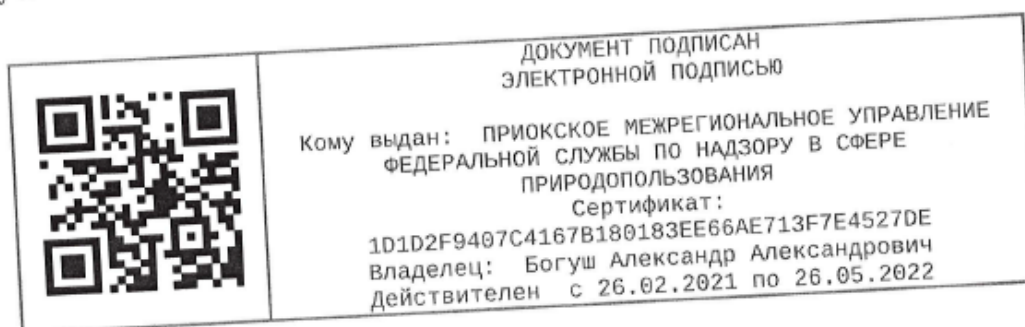 ДОКУМЕНТ ПОДПИСАН
ЭЛЕКТРОННОЙ ПОДПИСЬЮ
Кому выдан: ПРИОКСКОЕ МЕЖРЕГИОНАЛЬНОЕ УПРАВЛЕНИЕ
ФЕДЕРАЛЬНОЙ СЛУЖБЫ ПО НАДЗОРУ В СФЕРЕ
ПРИРОДОПОЛЬЗОВАНИЯ
Сертификат:
1D1D2F9407C4167B180183EE66AE713F7E4527DE
Владелец: Богуш Александр Александрович
Действителен с 26.02.2021 по 26.05.2022